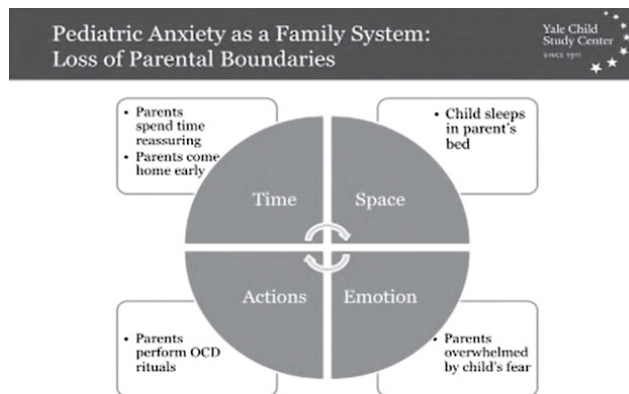 Pediatric Anxiety as a Family System:
Loss of Parental Boundaries
Yale Child
Study Center
SINCE 1911
• Parents
spend time
reassuring
• Parents come
home early
• Child sleeps
in parent's
bed
Time
Space
Actions
Emotion
• Parents
perform OCD
rituals
• Parents
overwhelmed
by child's fear